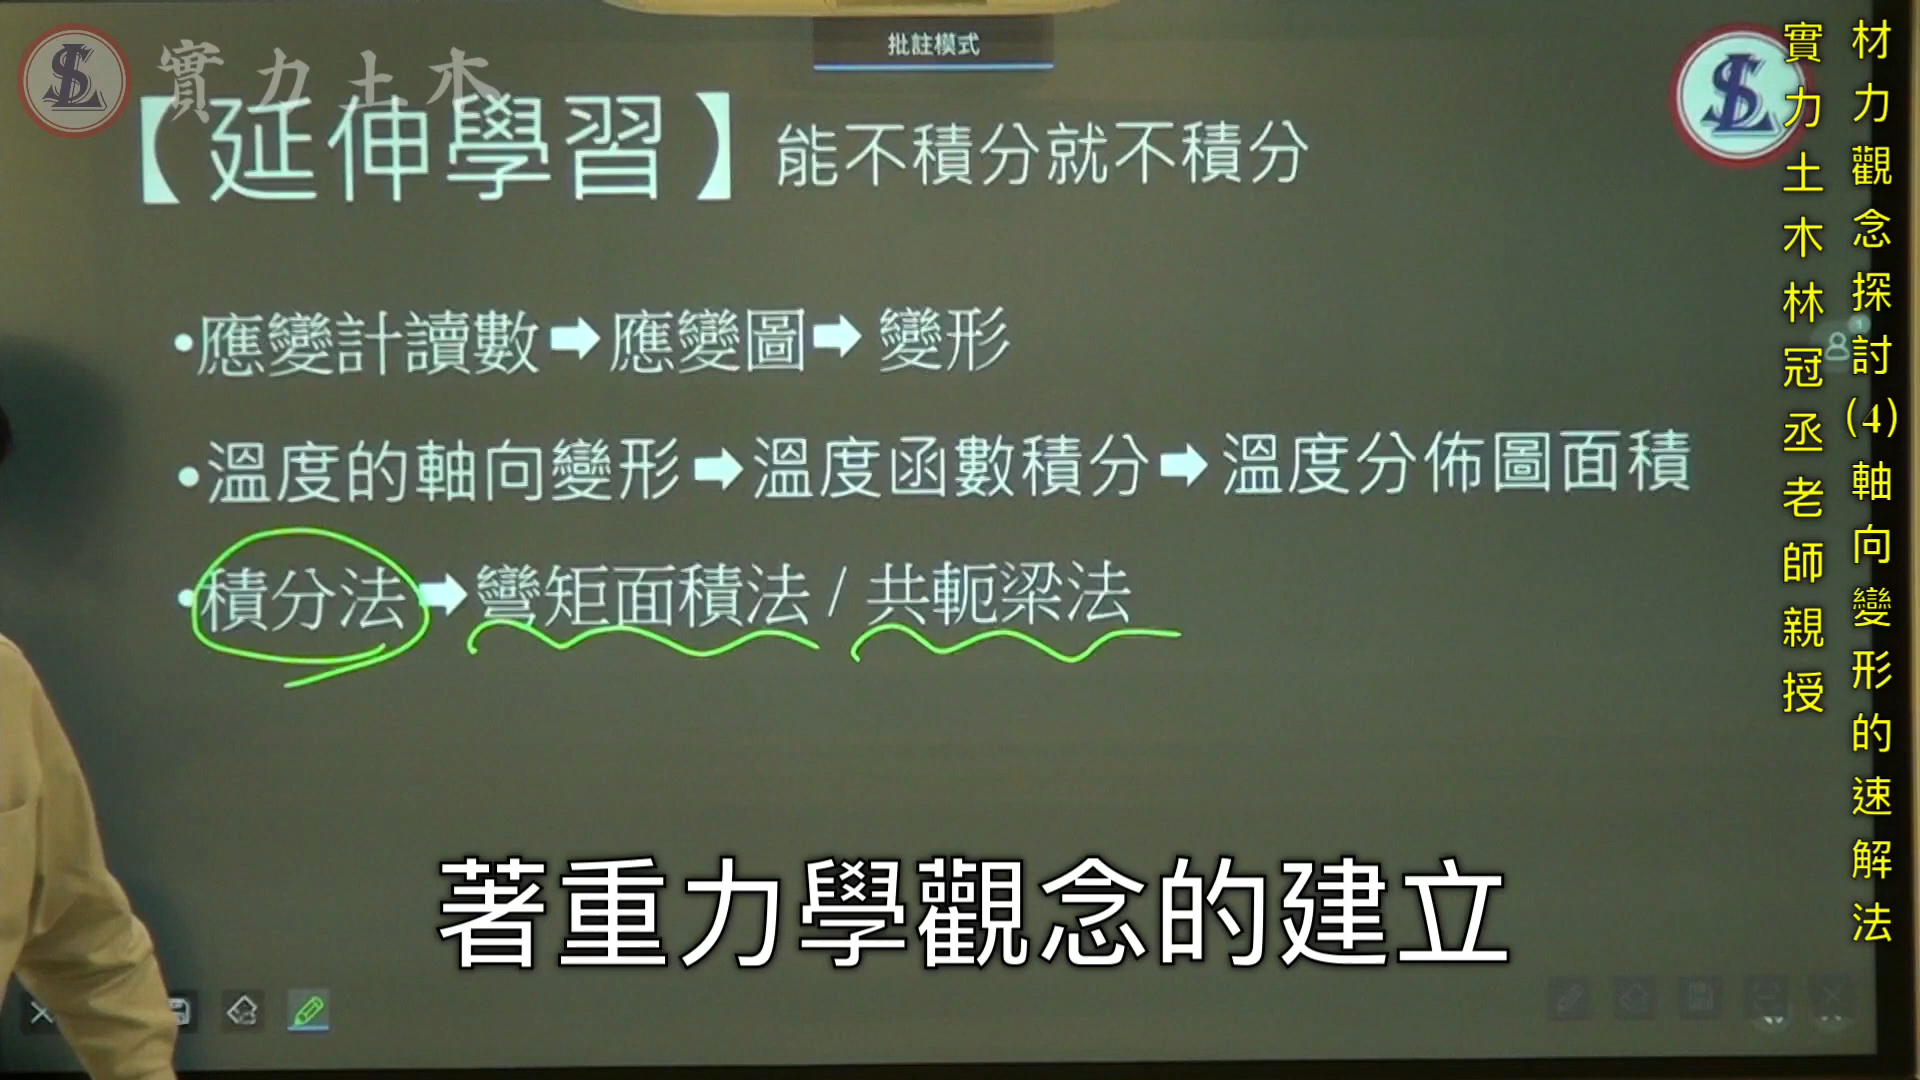 實力土木
批註模式
【延伸學習】能不積分就不積分
•應變計讀數➡應變圖➡變形
•溫度的軸向變形➡溫度函數積分➡溫度分佈圖面積
•積分法➡彎矩面積法 / 共軛梁法
著重力學觀念的建立
材力觀念探討(4)軸向變形的速解法
實力土木林冠丞老師親授